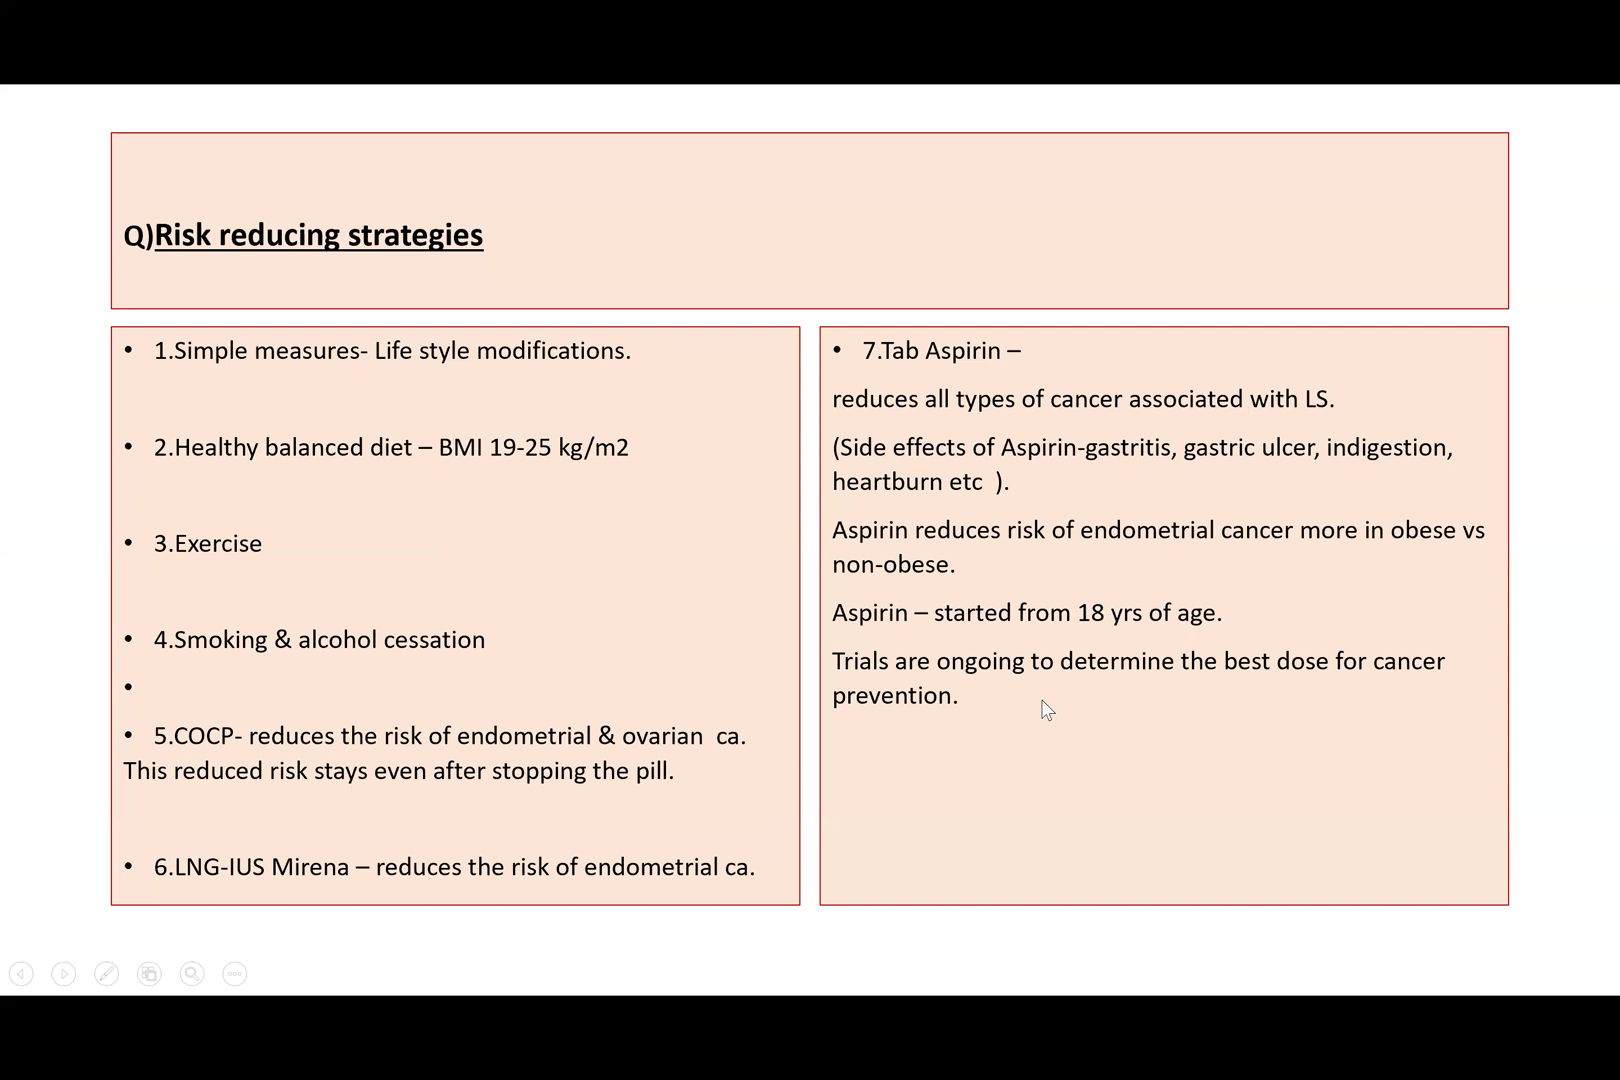 Q)Risk reducing strategies
• 1.Simple measures- Life style modifications.
• 2.Healthy balanced diet – BMI 19-25 kg/m2
• 3.Exercise
• 4.Smoking & alcohol cessation
•
• 5.COCP- reduces the risk of endometrial & ovarian  ca.
This reduced risk stays even after stopping the pill.
• 6.LNG-IUS Mirena – reduces the risk of endometrial ca.
• 7.Tab Aspirin –
reduces all types of cancer associated with LS.
(Side effects of Aspirin-gastritis, gastric ulcer, indigestion,
heartburn etc  ).
Aspirin reduces risk of endometrial cancer more in obese vs
non-obese.
Aspirin – started from 18 yrs of age.
Trials are ongoing to determine the best dose for cancer
prevention.